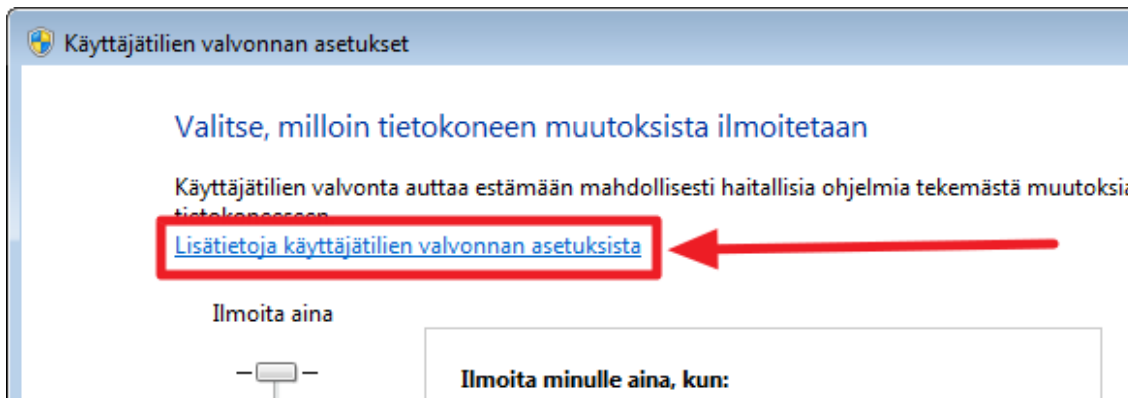 Käyttäjätilien valvonnan asetukset
Valitse, milloin tietokoneen muutoksista ilmoitetaan
Käyttäjätilien valvonta auttaa estämään mahdollisesti haitallisia ohjelmia tekemästä muutoksia
tietokoneeseen.
Lisätietoja käyttäjätilien valvonnan asetuksista
Ilmoita aina
Ilmoita minulle aina, kun: